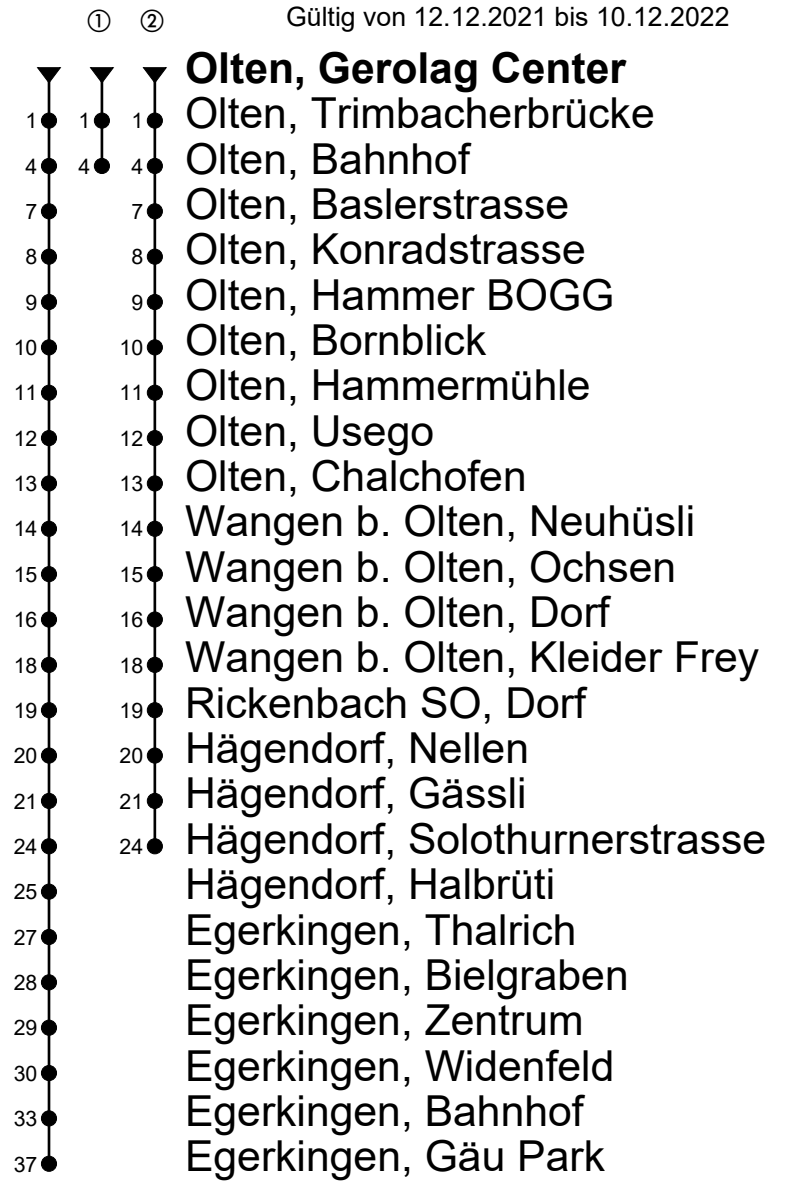 ① ② Gültig von 12.12.2021 bis 10.12.2022
Olten, Gerolag Center
1 1 1 Olten, Trimbacherbrücke
4 4 4 Olten, Bahnhof
7 7 Olten, Baslerstrasse
8 8 Olten, Konradstrasse
9 9 Olten, Hammer BOGG
10 10 Olten, Bornblick
11 11 Olten, Hammermühle
12 12 Olten, Usego
13 13 Olten, Chalchofen
14 14 Wangen b. Olten, Neuhüsli
15 15 Wangen b. Olten, Ochsen
16 16 Wangen b. Olten, Dorf
18 18 Wangen b. Olten, Kleider Frey
19 19 Rickenbach SO, Dorf
20 20 Hägendorf, Nellen
21 21 Hägendorf, Gässli
24 24 Hägendorf, Solothurnerstrasse
25 Hägendorf, Halbrüti
27 Egerkingen, Thalrich
28 Egerkingen, Bielgraben
29 Egerkingen, Zentrum
30 Egerkingen, Widenfeld
33 Egerkingen, Bahnhof
37 Egerkingen, Gäu Park